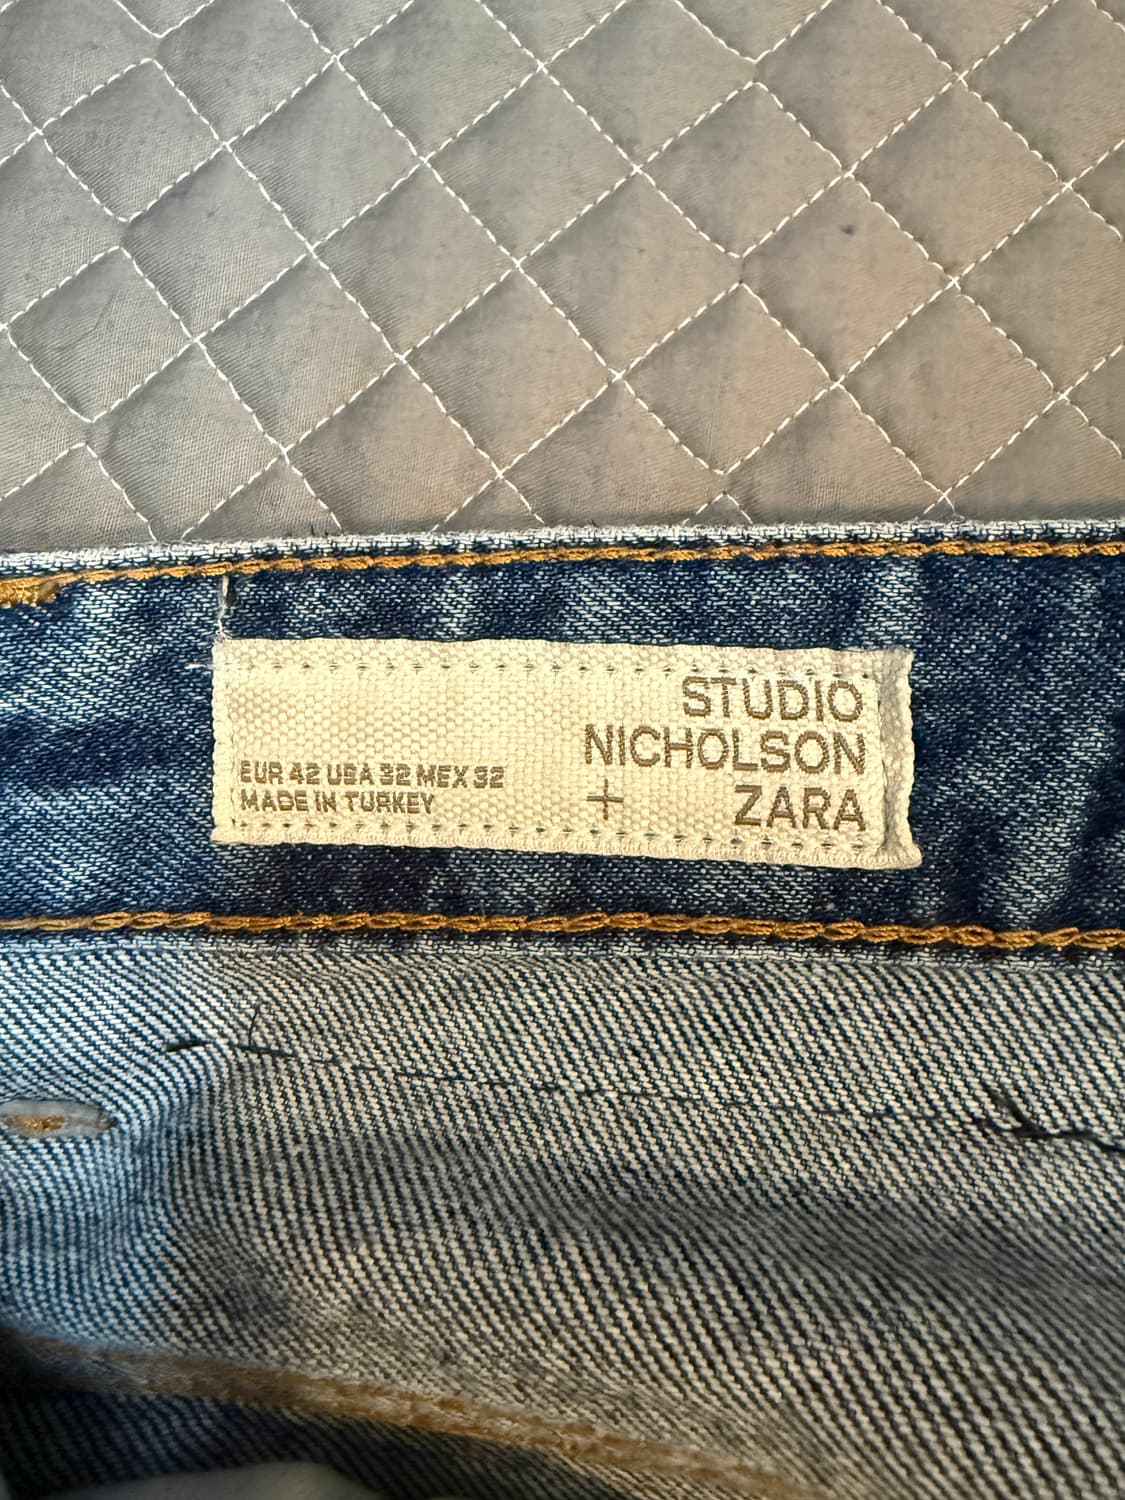 STUDIO
NICHOLSON
+ ZARA
EUR 42 USA 32 MEX 32
MADE IN TURKEY